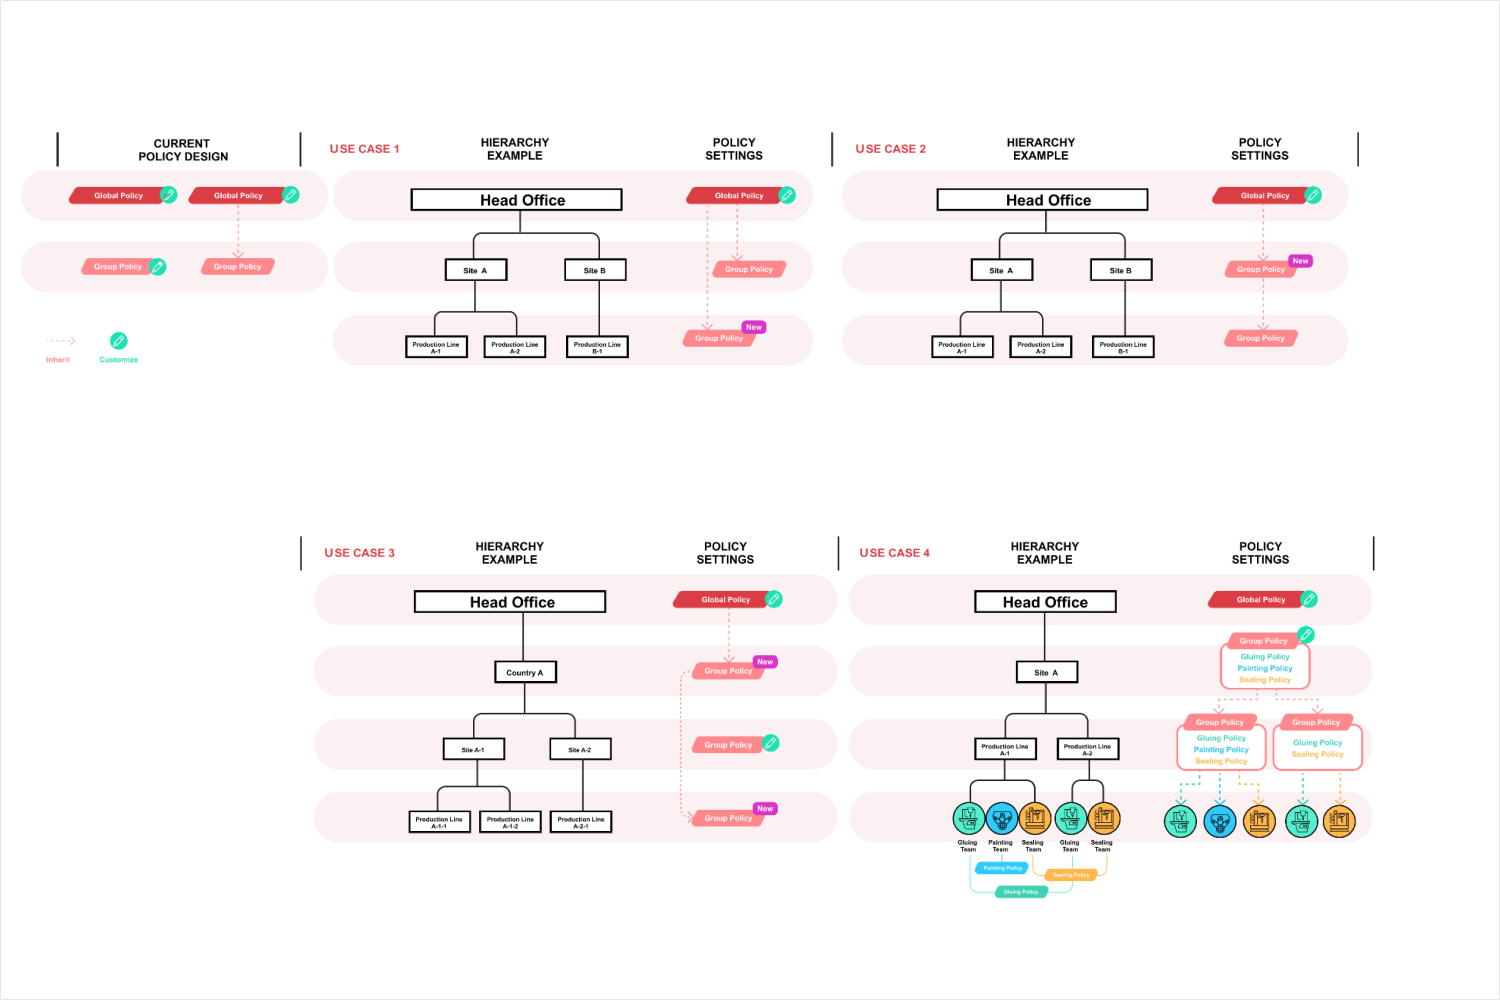 CURRENT
POLICY DESIGN
Global Policy
Global Policy
Group Policy
Group Policy
Inherit
Customize
USE CASE 1
HIERARCHY
EXAMPLE
POLICY
SETTINGS
Head Office
Global Policy
Site A
Site B
Group Policy
New
Production Line
A-1
Production Line
A-2
Production Line
B-1
Group Policy
USE CASE 2
HIERARCHY
EXAMPLE
POLICY
SETTINGS
Head Office
Global Policy
Site A
Site B
New
Group Policy
Production Line
A-1
Production Line
A-2
Production Line
B-1
Group Policy
USE CASE 3
HIERARCHY
EXAMPLE
POLICY
SETTINGS
Head Office
Global Policy
Country A
New
Group Policy
Site A-1
Site A-2
Group Policy
New
Production Line
A-1-1
Production Line
A-1-2
Production Line
A-2-1
Group Policy
USE CASE 4
HIERARCHY
EXAMPLE
POLICY
SETTINGS
Head Office
Global Policy
Site A
Group Policy
Gluing Policy
Painting Policy
Sealing Policy
Production Line
A-1
Production Line
A-2
Group Policy
Gluing Policy
Painting Policy
Sealing Policy
Group Policy
Gluing Policy
Sealing Policy
Gluing
Team
Painting
Team
Sealing
Team
Gluing
Team
Sealing
Team
Painting Policy
Sealing Policy
Gluing Policy